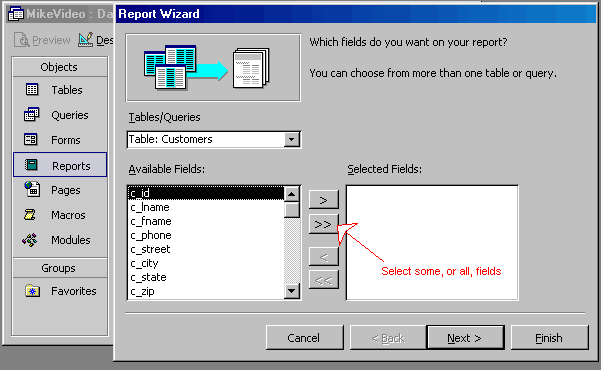 MikeVideo : Da
Preview
Des
Objects
Tables
Queries
Forms
Reports
Pages
Macros
Modules
Groups
Favorites
Report Wizard
Which fields do you want on your report?
You can choose from more than one table or query.
Tables/Queries
Table: Customers
Available Fields:
Selected Fields:
c_id
c_lname
c_fname
c_phone
c_street
c_city
c_state
c_zip
>
>>
<
<<
Select some, or all, fields
Cancel
< Back
Next >
Finish